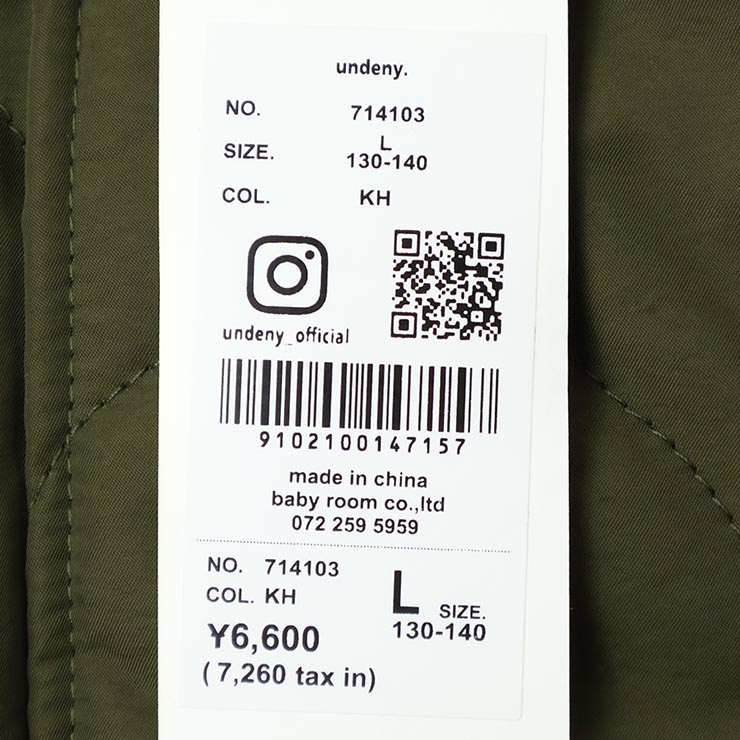 undeny.
NO. 714103
SIZE. L
130-140
COL. KH
undeny_official
9102100147157
made in china
baby room co.,ltd
072 259 5959
NO. 714103
COL. KH
L SIZE.
130-140
¥6,600
( 7,260 tax in)